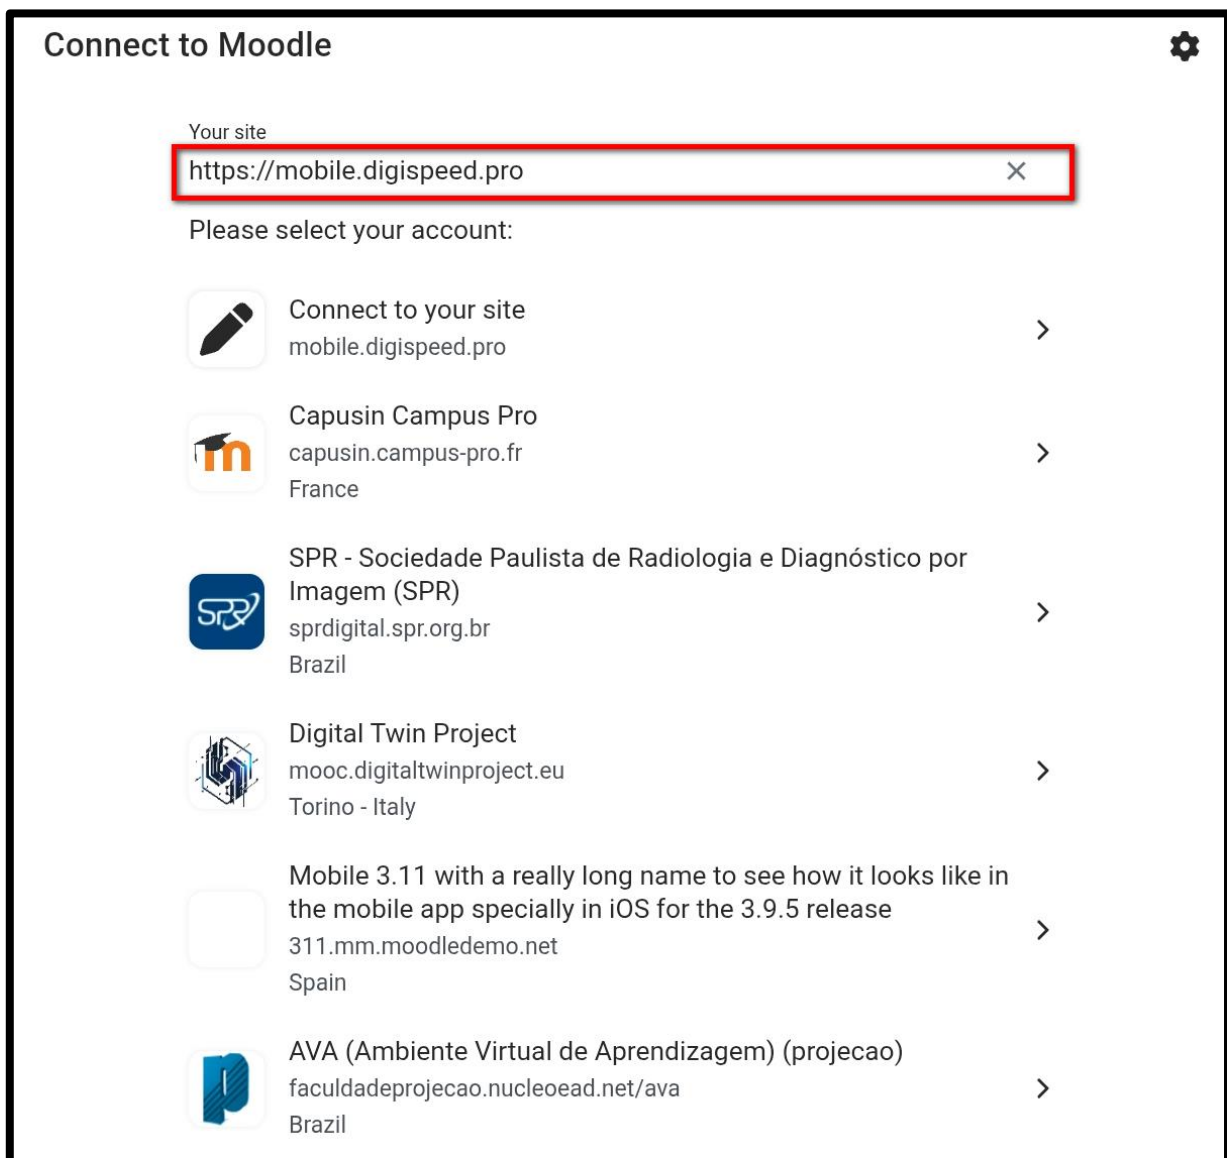 Connect to Moodle
Your site
https://mobile.digispeed.pro
Please select your account:
Connect to your site
mobile.digispeed.pro
Capusin Campus Pro
capusin.campus-pro.fr
France
SPR - Sociedade Paulista de Radiologia e Diagnóstico por
Imagem (SPR)
SPR
sprdigital.spr.org.br
Brazil
Digital Twin Project
mooc.digitaltwinproject.eu
Torino - Italy
Mobile 3.11 with a really long name to see how it looks like in
the mobile app specially in iOS for the 3.9.5 release
311.mm.moodledemo.net
Spain
AVA (Ambiente Virtual de Aprendizagem) (projecao)
faculdadeprojecao.nucleoead.net/ava
Brazil